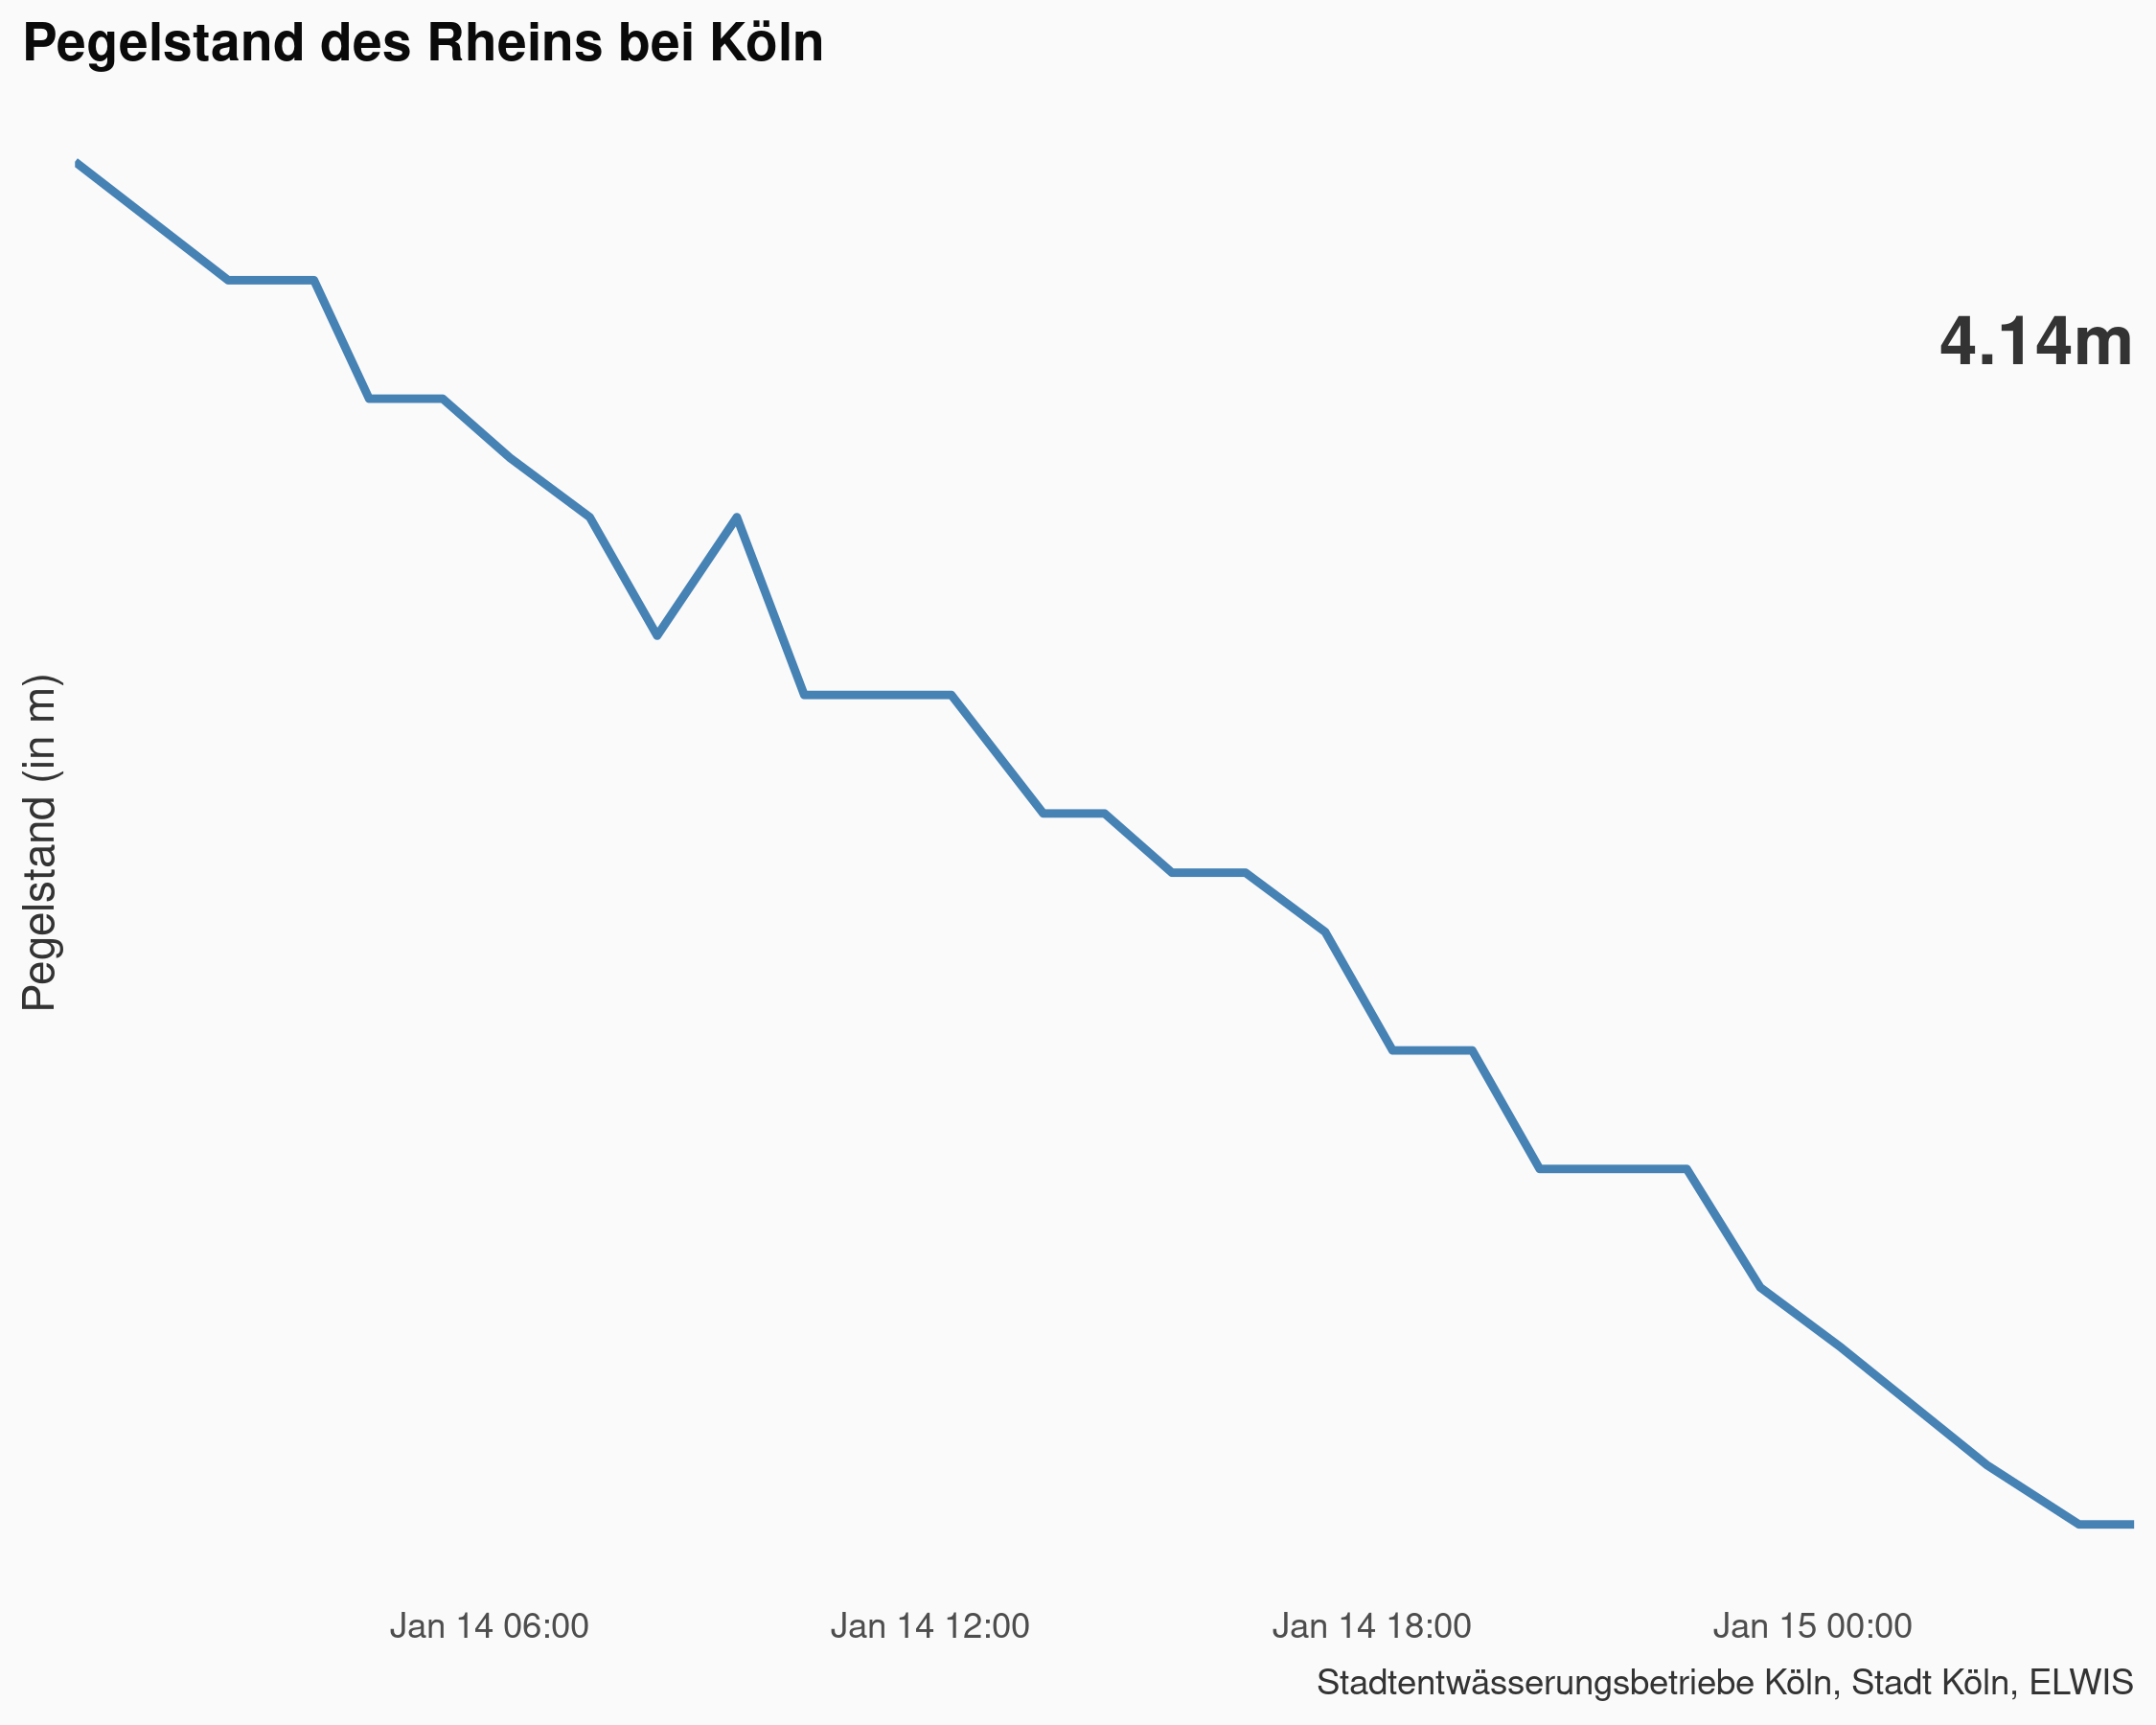 Pegelstand des Rheins bei Köln
4.14m
Pegelstand (in m)
Jan 14 06:00
Jan 14 12:00
Jan 14 18:00
Jan 15 00:00
Stadtentwässerungsbetriebe Köln, Stadt Köln, ELWIS